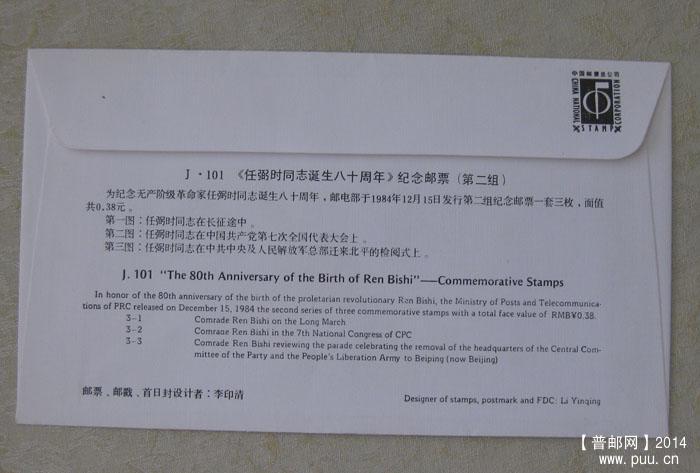 中国邮票总公司
CHINA NATIONAL
STAMP
CORPORATION
J·101 《任弼时同志诞生八十周年》纪念邮票(第二组)
为纪念无产阶级革命家任弼时同志诞生八十周年,邮电部于1984年12月15日发行第二组纪念邮票一套三枚,面值
共0.38元。
第一图:任弼时同志在长征途中。
第二图:任弼时同志在中国共产党第七次全国代表大会上。
第三图:任弼时同志在中共中央及人民解放军总部迁来北平的检阅式上。
J. 101 "The 80th Anniversary of the Birth of Ren Bishi"——Commemorative Stamps
In honor of the 80th anniversary of the birth of the proletarian revolutionary Ren Bishi, the Ministry of Posts and Telecommunica-
tions of PRC released on December 15, 1984 the second series of three commemorative stamps with a total face value of RMB¥0.38.
3-1 Comrade Ren Bishi on the Long March
3-2 Comrade Ren Bishi in the 7th National Congress of CPC
3-3 Comrade Ren Bishi reviewing the parade celebrating the removal of the headquarters of the Central Com-
mittee of the Party and the People's Liberation Army to Beiping (now Beijing)
邮票、邮戳、首日封设计者:李印清
Designer of stamps, postmark and FDC: Li Yinqing
【普邮网】2014
www.puu.cn